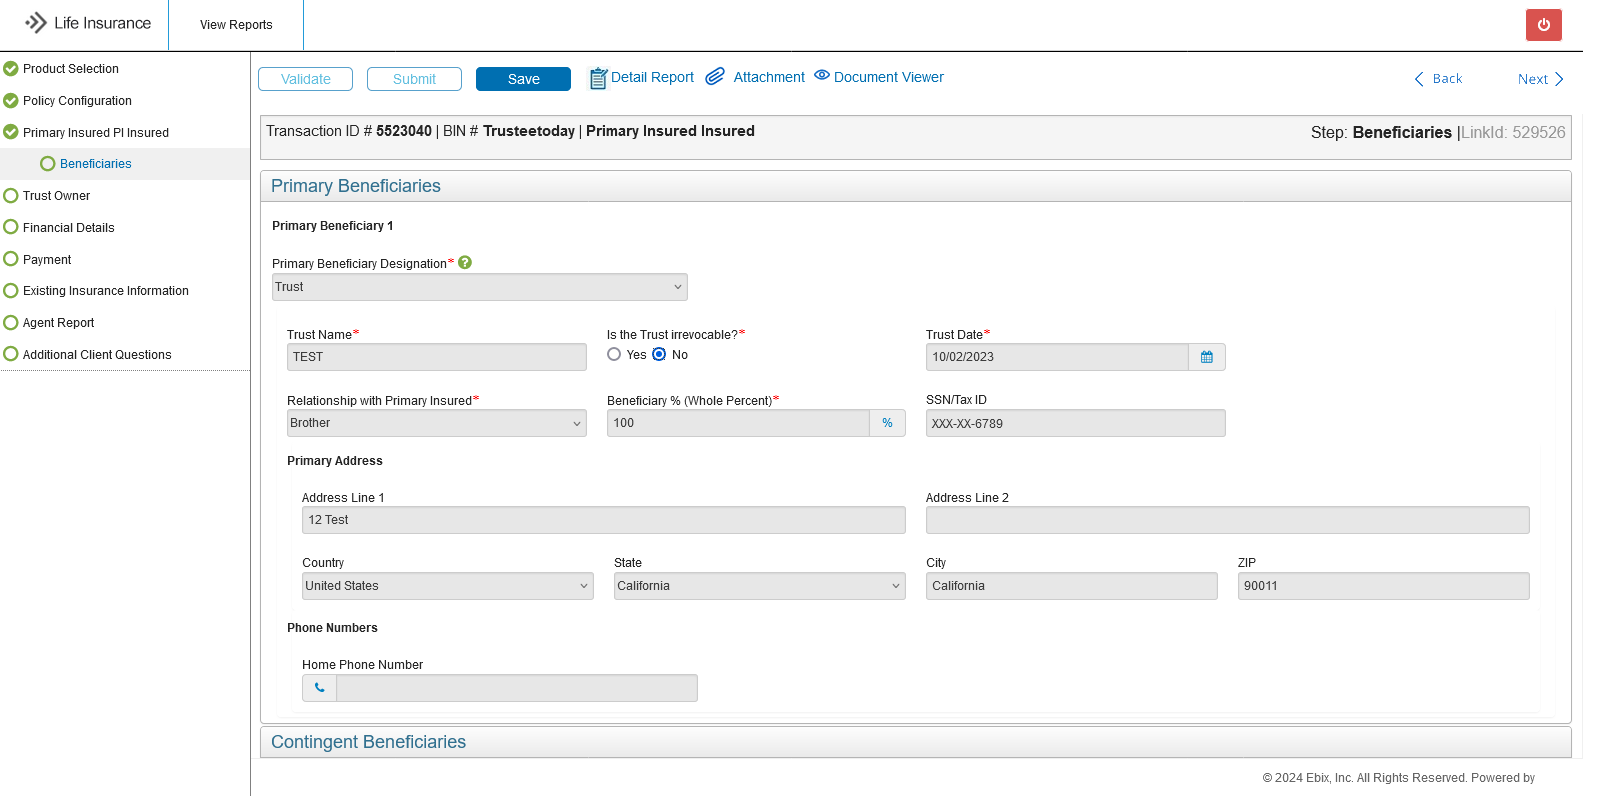 Life Insurance
View Reports
Product Selection
Policy Configuration
Primary Insured PI Insured
Beneficiaries
Trust Owner
Financial Details
Payment
Existing Insurance Information
Agent Report
Additional Client Questions
Validate
Submit
Save
Detail Report
Attachment
Document Viewer
Back
Next
Transaction ID # 5523040 | BIN # Trusteetoday | Primary Insured Insured
Step: Beneficiaries |LinkId: 529526
Primary Beneficiaries
Primary Beneficiary 1
Primary Beneficiary Designation* ?
Trust
Trust Name*
Is the Trust irrevocable?*
Trust Date*
TEST
Yes No
10/02/2023
Relationship with Primary Insured*
Beneficiary % (Whole Percent)*
SSN/Tax ID
Brother
100 %
XXX-XX-6789
Primary Address
Address Line 1
Address Line 2
12 Test
Country
State
City
ZIP
United States
California
California
90011
Phone Numbers
Home Phone Number
Contingent Beneficiaries
© 2024 Ebix, Inc. All Rights Reserved. Powered by